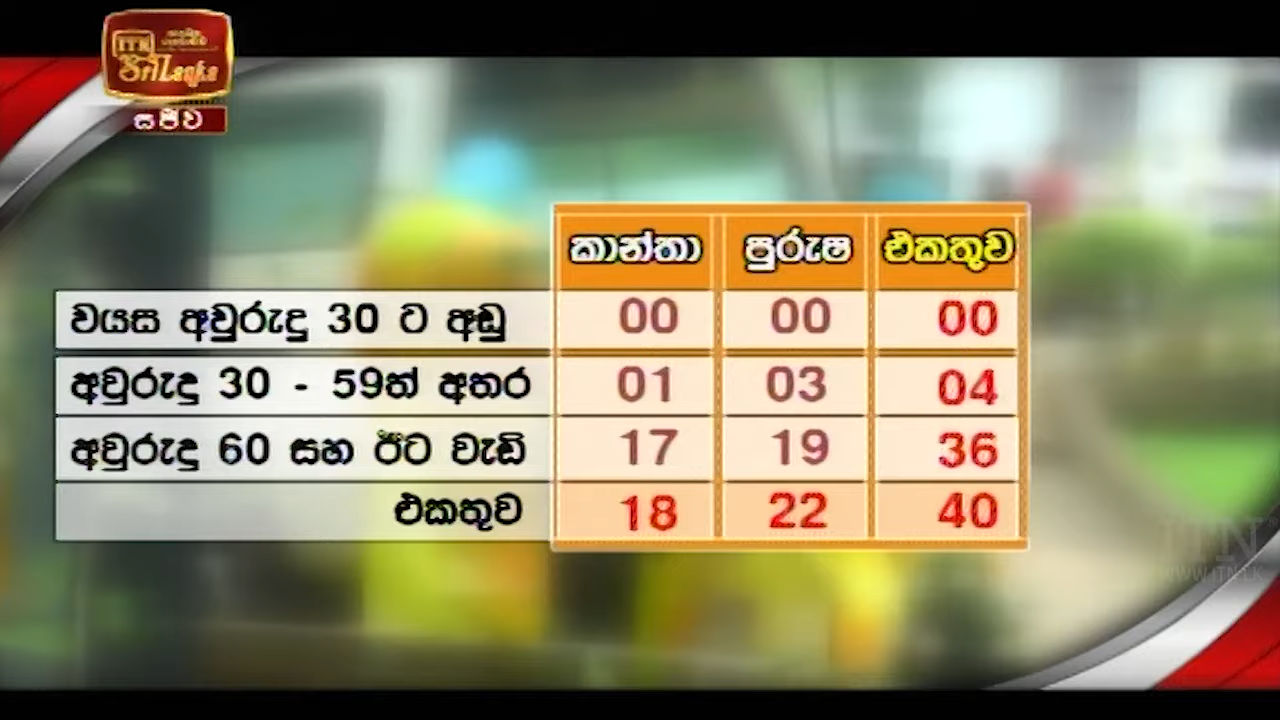 ITN
Sri Lanka
සජීව
කාන්තා පුරුෂ එකතුව
වයස අවුරුදු 30 ට අඩු 00 00 00
අවුරුදු 30 - 59ත් අතර 01 03 04
අවුරුදු 60 සහ ඊට වැඩි 17 19 36
එකතුව 18 22 40
ITN
WWW.ITN.LK